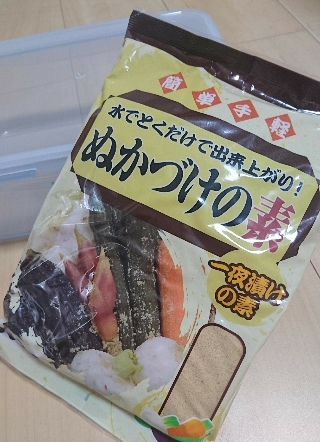 簡単手軽
水でとくだけで出来上がり!
ぬかづけの素
一夜漬け
の素